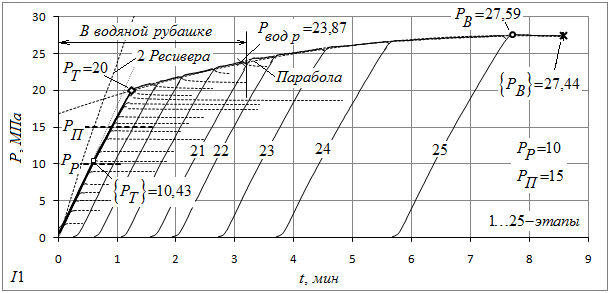 В водяной рубашке
2 Ресивера
P вод р =23,87
P_B=27,59
P_T=20
Парабола
{P_B}=27,44
P_П
P_P
21 22 23 24 25
P_P=10
{P_T}=10,43
P_П=15
1...25–этапы
P, МПа
30
25
20
15
10
5
0
0 1 2 3 4 5 6 7 8 9
I1
t, мин